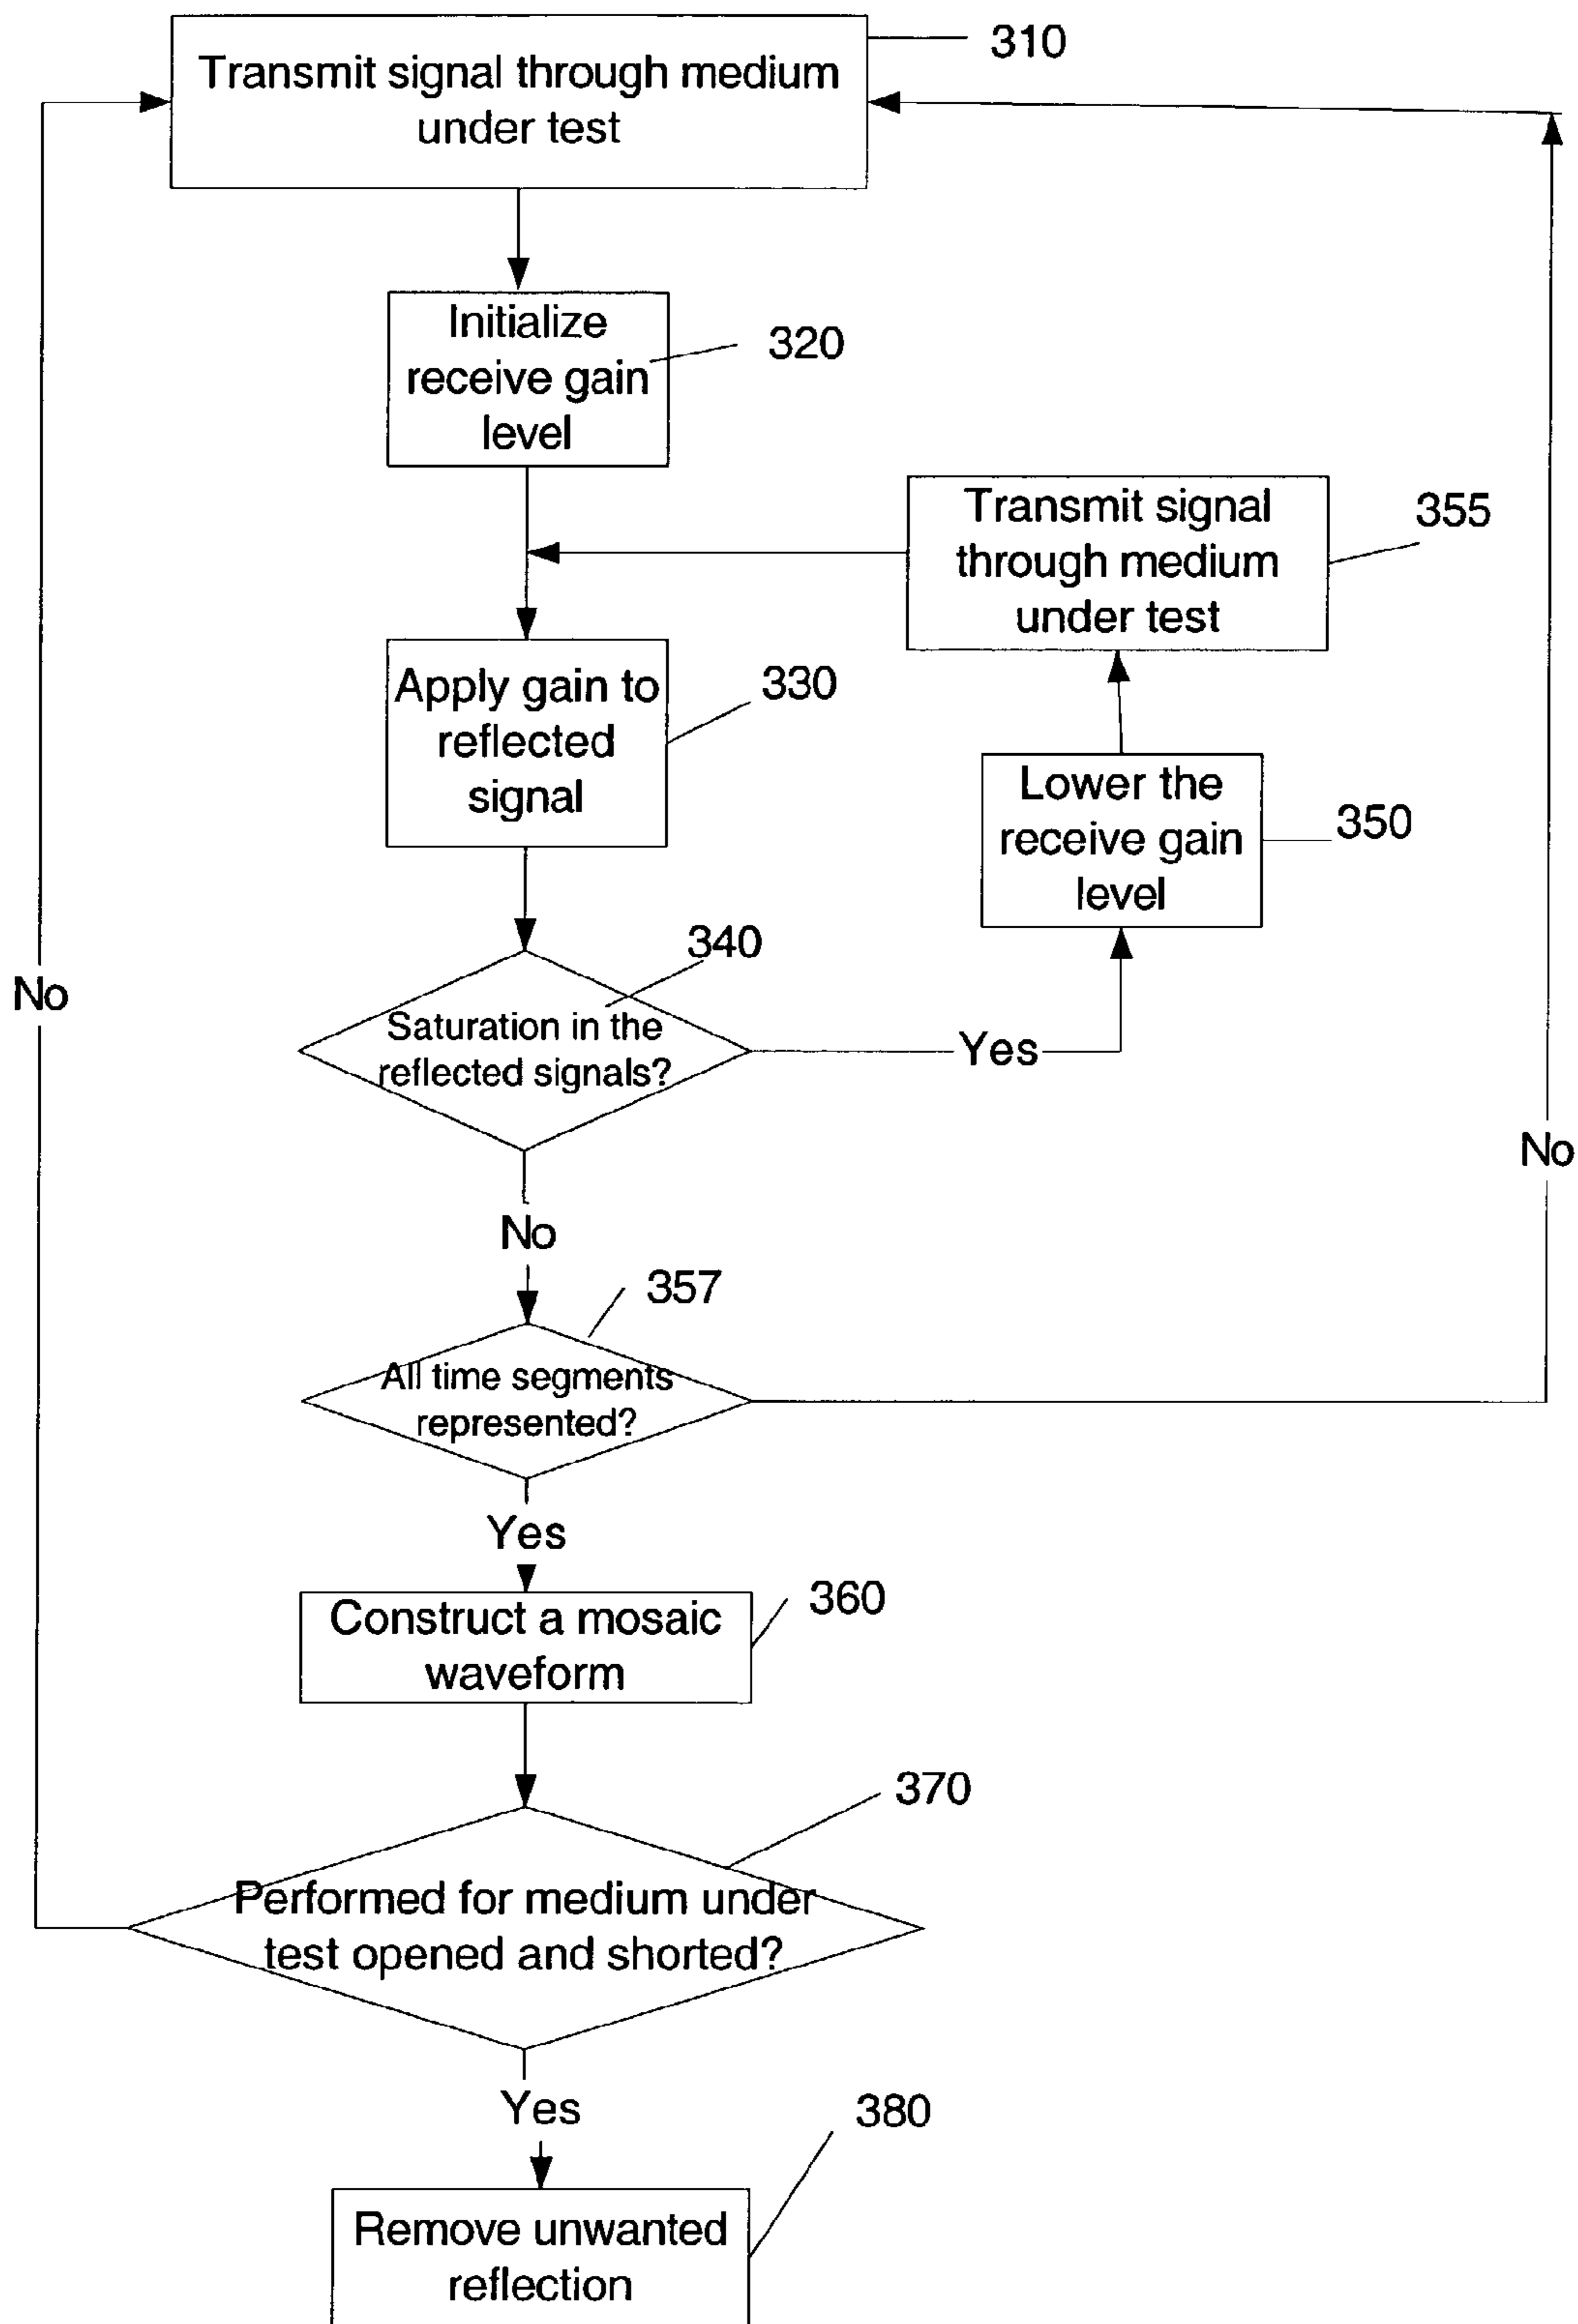 310
Transmit signal through medium
under test
Initialize
receive gain
level
320
Transmit signal
through medium
under test
355
Apply gain to
reflected
signal
330
Lower the
receive gain
level
350
340
No
Saturation in the
reflected signals?
Yes
No
No
357
All time segments
represented?
Yes
360
Construct a mosaic
waveform
370
Performed for medium under
test opened and shorted?
Yes
380
Remove unwanted
reflection